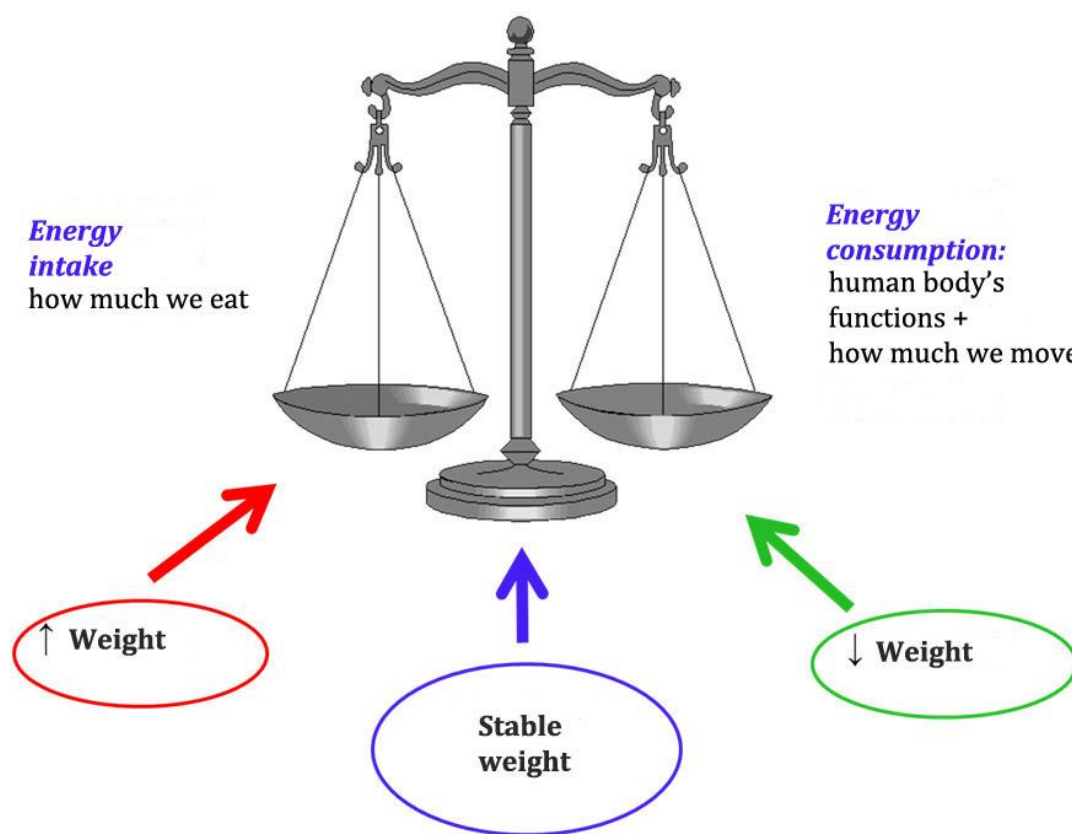 Energy
intake
how much we eat
Energy
consumption:
human body’s
functions +
how much we move
↑ Weight
↓ Weight
Stable
weight